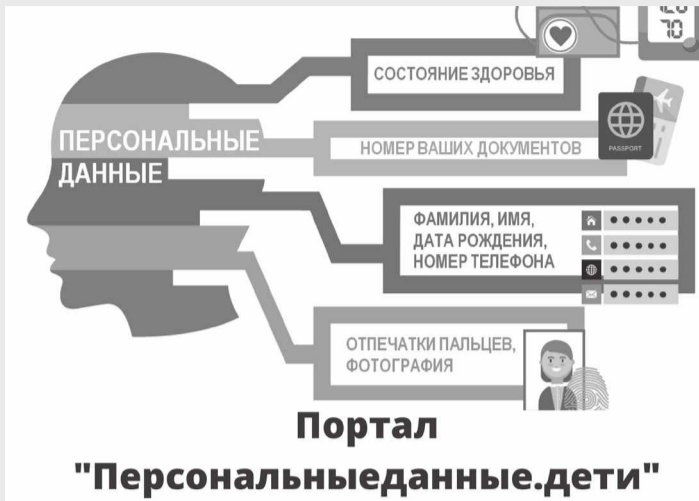 70
СОСТОЯНИЕ ЗДОРОВЬЯ
ПЕРСОНАЛЬНЫЕ
ДАННЫЕ
НОМЕР ВАШИХ ДОКУМЕНТОВ
PASSPORT
ФАМИЛИЯ, ИМЯ,
ДАТА РОЖДЕНИЯ,
НОМЕР ТЕЛЕФОНА
ОТПЕЧАТКИ ПАЛЬЦЕВ,
ФОТОГРАФИЯ
Портал
"Персональныеданные.дети"